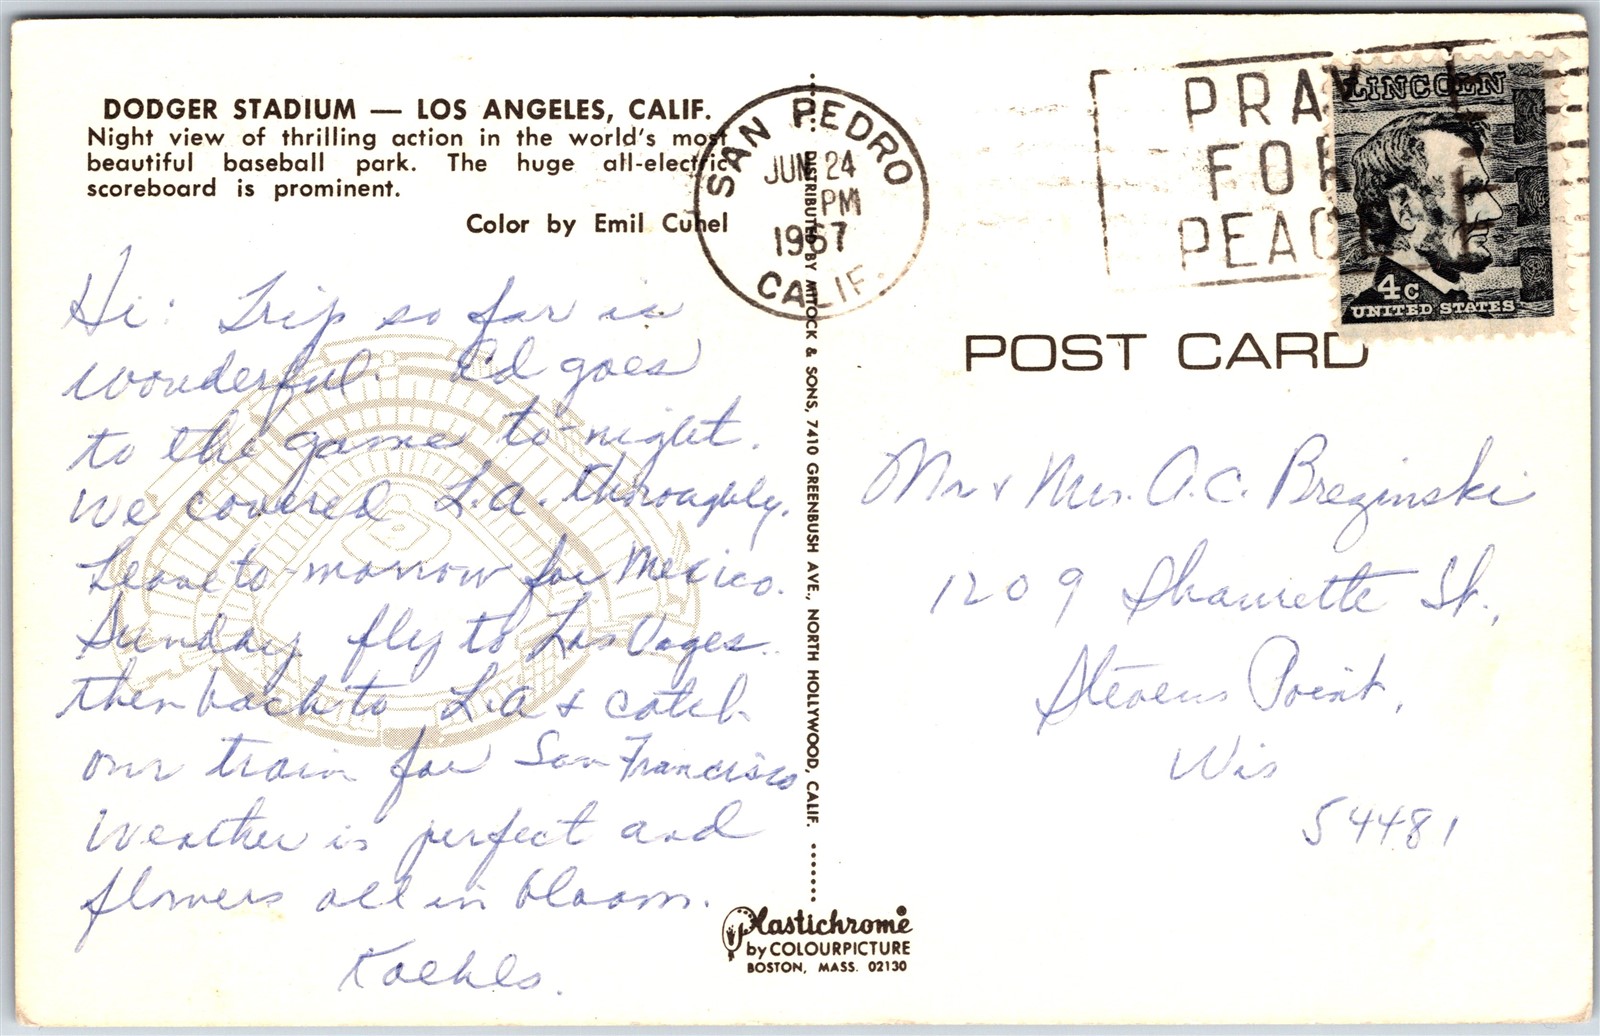 DODGER STADIUM — LOS ANGELES, CALIF.
Night view of thrilling action in the world's most
beautiful baseball park. The huge all-electric
scoreboard is prominent.
Color by Emil Cuhel
Hi: Trip so far is
wonderful. Ed goes
to the game to-night.
We covered L.A. thoroughly.
Leave to-morrow for Mexico.
Sunday fly to Las Vages.
then back to L.A & catch
our train for San Francisco
Weather is perfect and
flowers all in bloom.
Koehls.
DISTRIBUTED BY MITOCK & SONS, 7410 GREENBUSH AVE., NORTH HOLLYWOOD, CALIF.
Plastichrome®
by COLOURPICTURE
BOSTON, MASS. 02130
SAN PEDRO
JUN 24
PM
1967
CALIF.
PRAY
FOR
PEACE
LINCOLN
4c
UNITED STATES
POST CARD
Mr & Mrs. A.C. Brezinski
1209 Shaurette St.,
Stevens Point,
Wis
54481